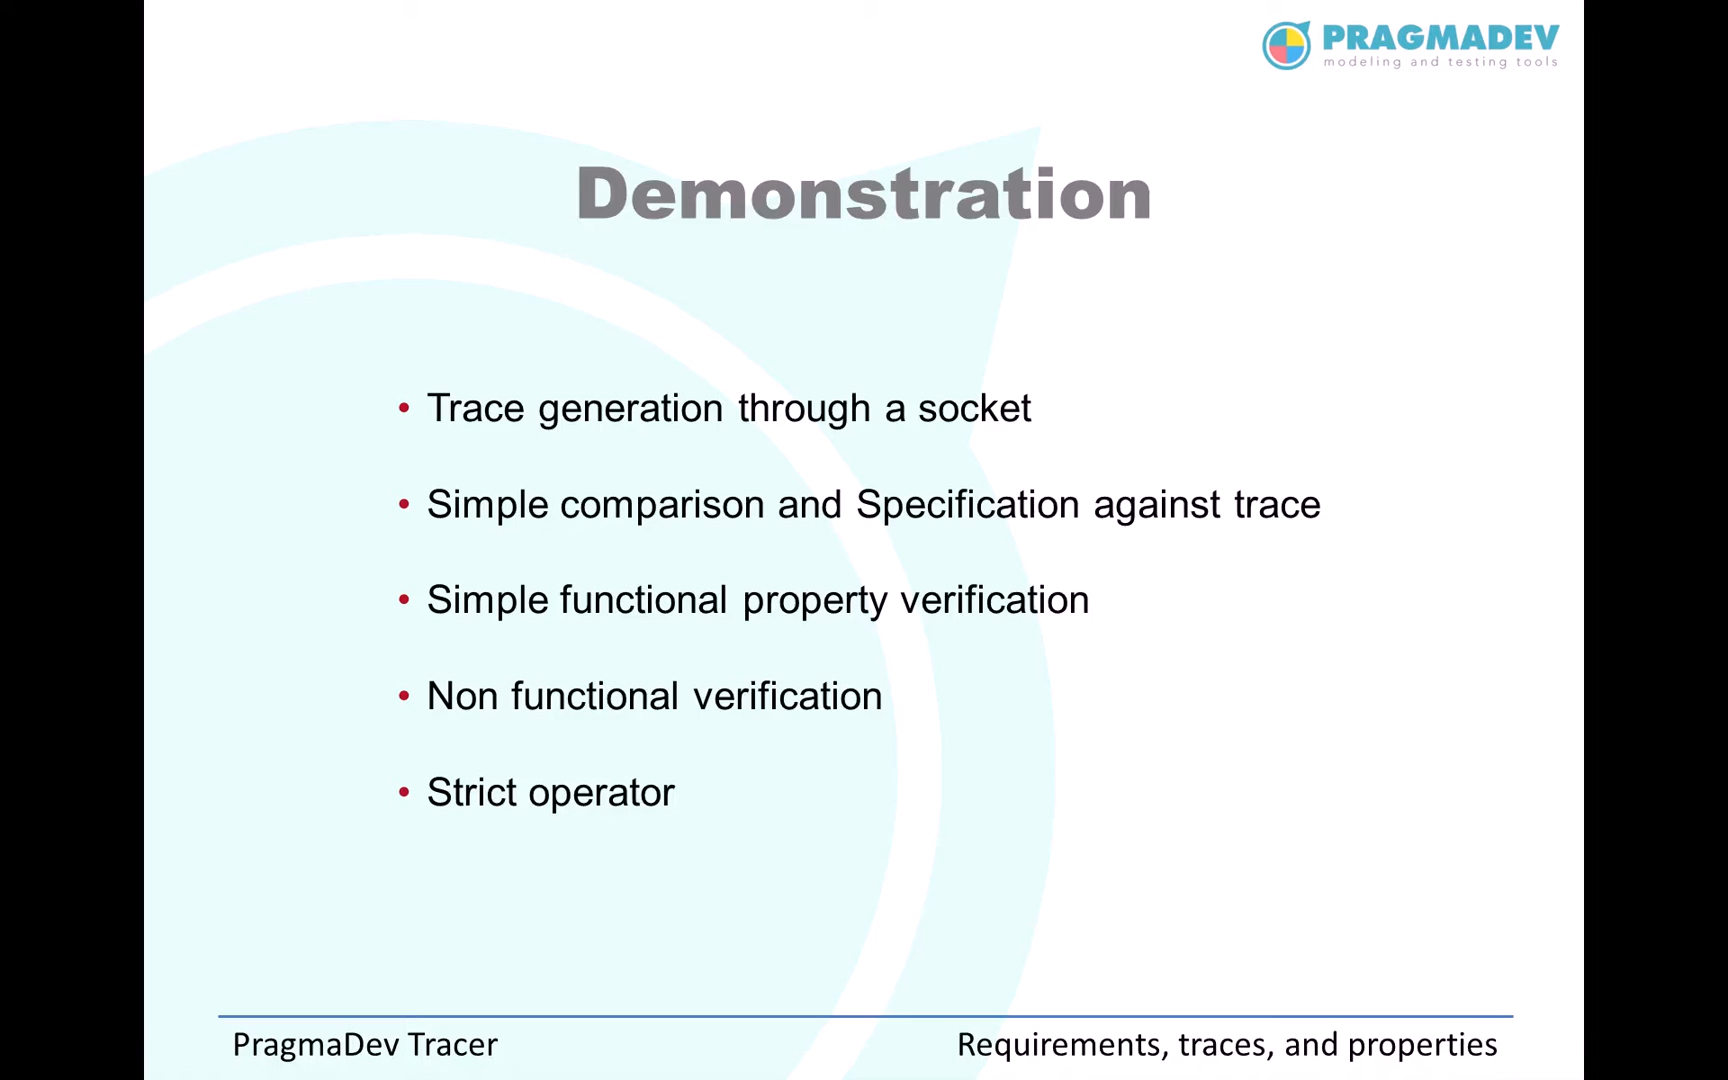 PRAGMADEV
modeling and testing tools
Demonstration
• Trace generation through a socket
• Simple comparison and Specification against trace
• Simple functional property verification
• Non functional verification
• Strict operator
PragmaDev Tracer
Requirements, traces, and properties